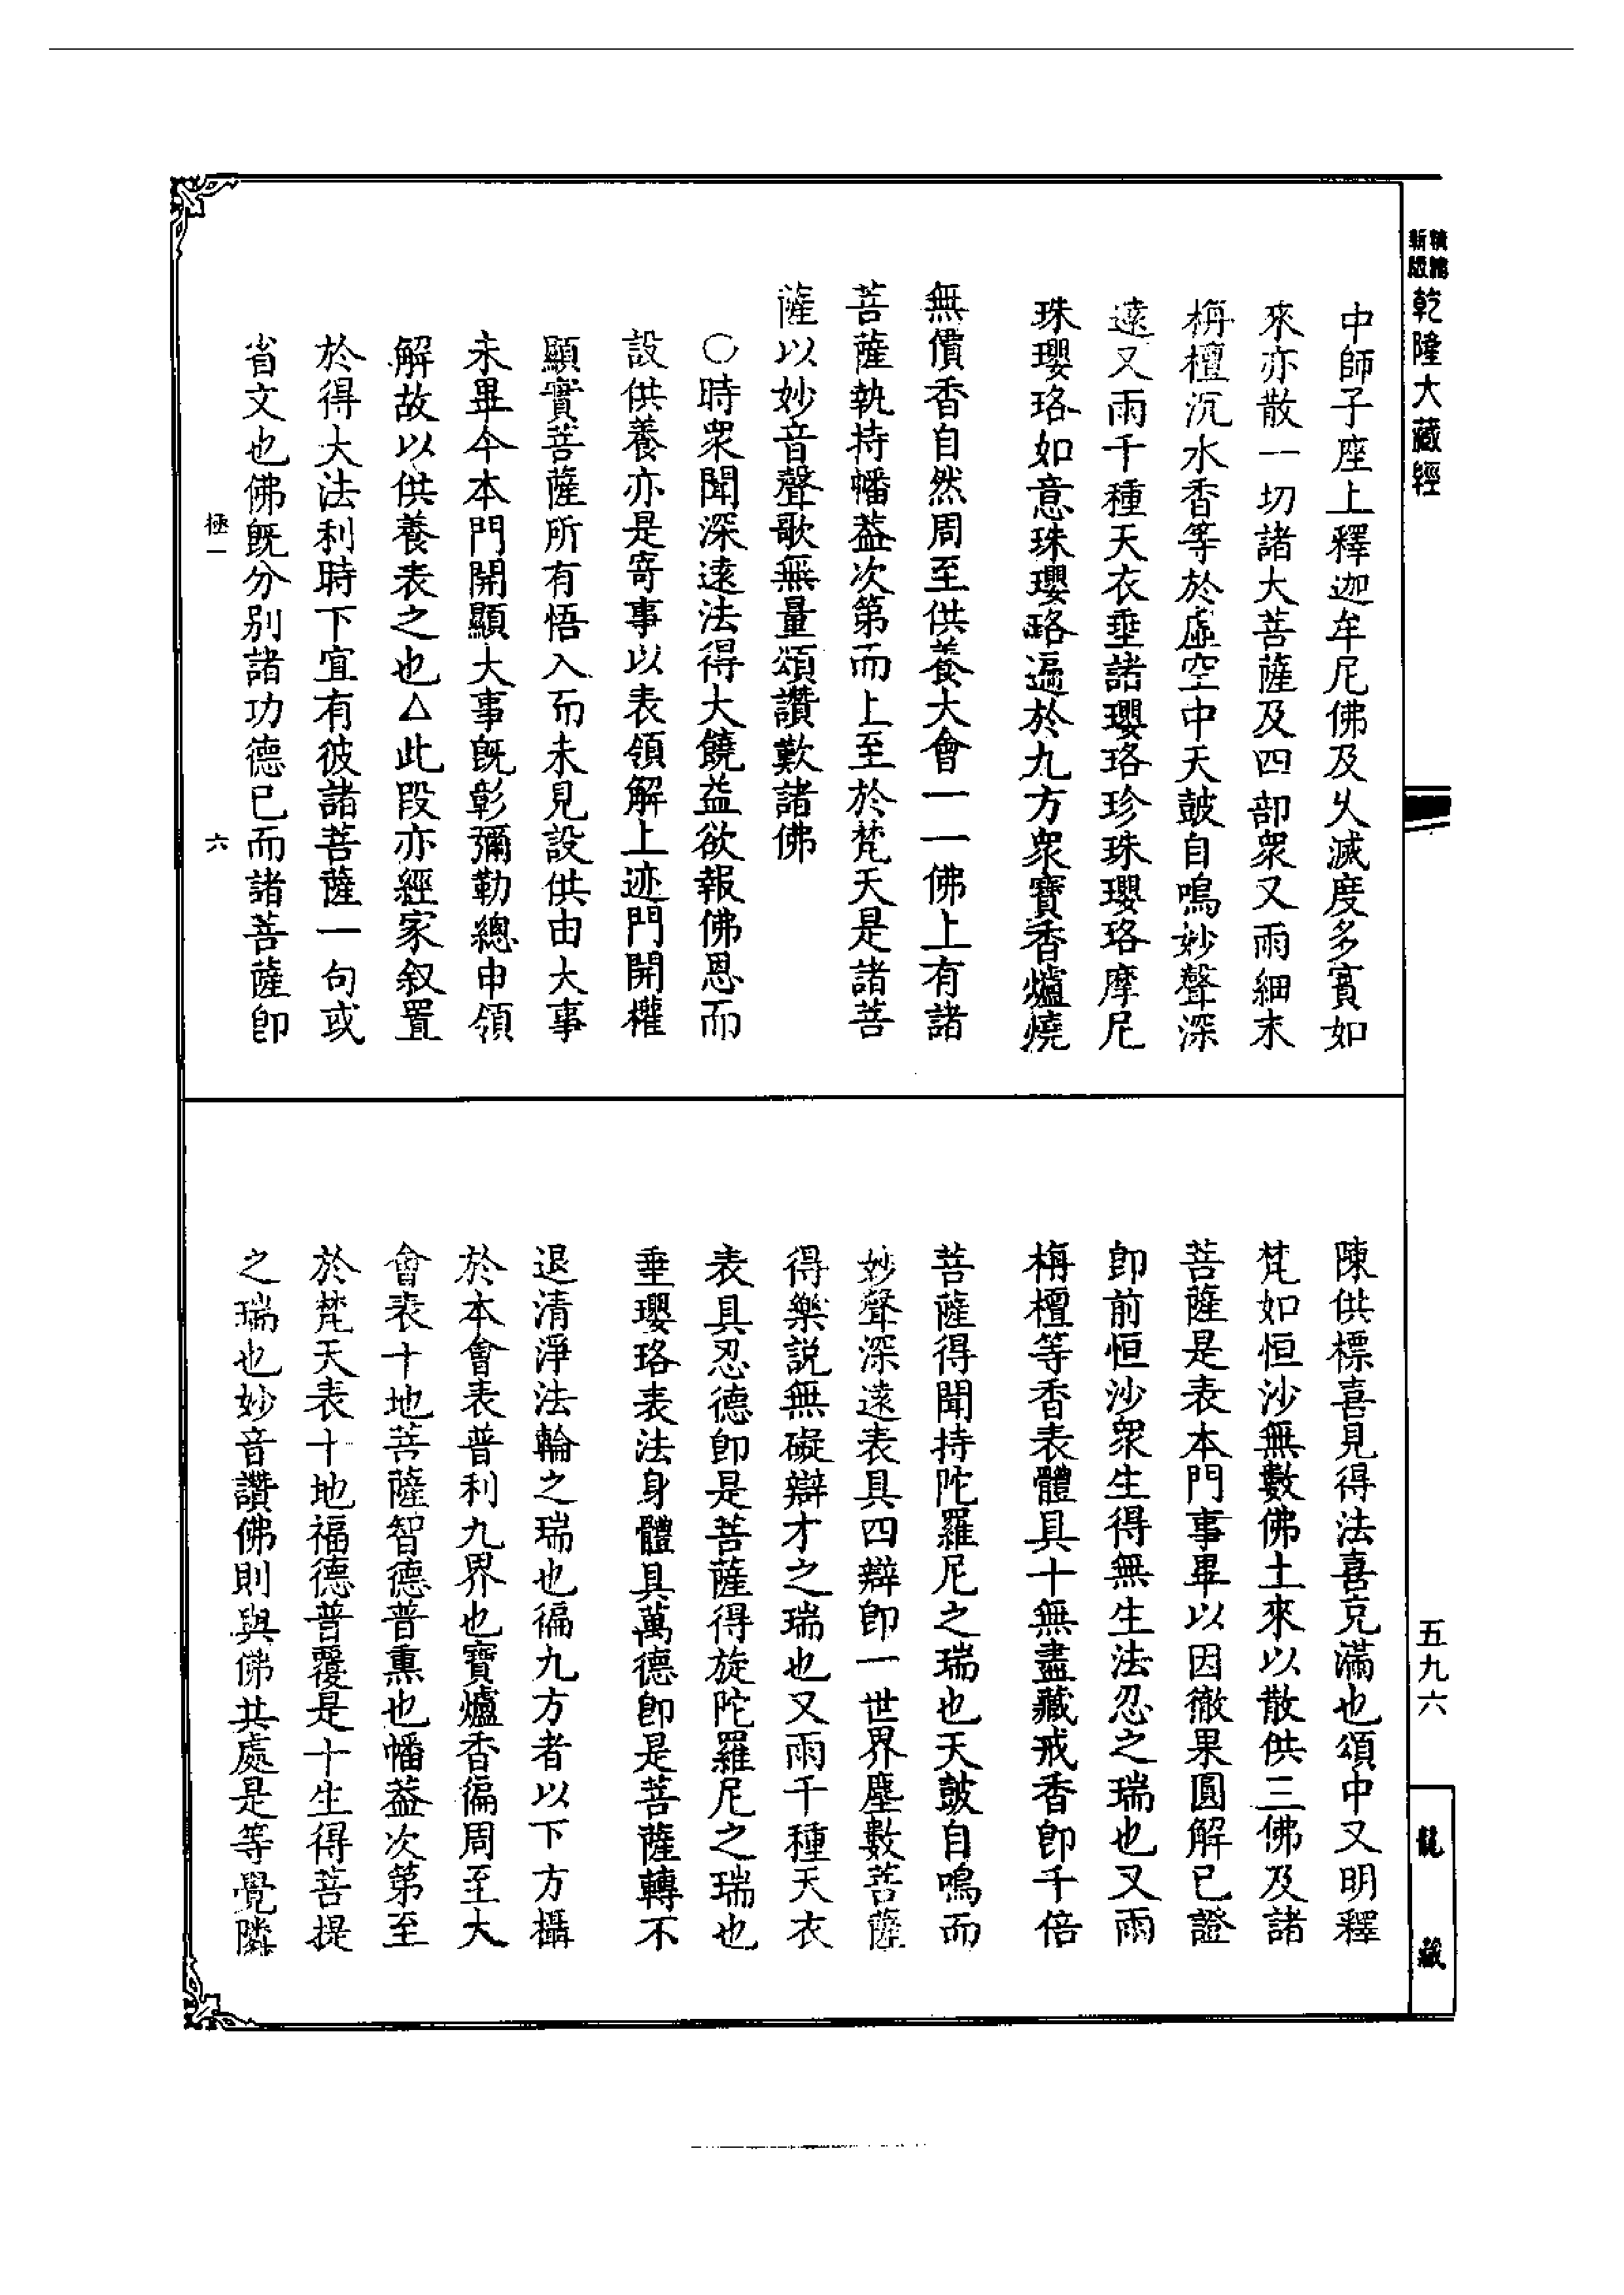 新版精縮
乾隆大藏經
中師子座上釋迦牟尼佛及乆滅度多寳如
來亦散一切諸大菩薩及四部衆又雨細末
栴檀沉水香等於虛空中天鼓自鳴妙聲深
遠又雨千種天衣垂諸瓔珞珍珠瓔珞摩尼
珠瓔珞如意珠瓔珞遍於九方衆寶香爐燒
無價香自然周至供養大會一一佛上有諸
菩薩執持幡葢次第而上至於梵天是諸菩
薩以妙音聲歌無量頌讚歎諸佛
○時衆聞深遠法得大饒益欲報佛恩而
設供養亦是寄事以表領解上迹門開權
顯實菩薩所有悟入而未見設供由大事
未畢今本門開顯大事旣彰彌勒總申領
解故以供養表之也△此段亦經家叙置
於得大法利時下宜有彼諸菩薩一句或
省文也佛旣分别諸功德已而諸菩薩卽
極一
六
陳供標喜見得法喜充滿也頌中又明釋
梵如恒沙無數佛土來以散供三佛及諸
菩薩是表本門事畢以因徹果圓解已證
卽前恒沙衆生得無生法忍之瑞也又雨
栴檀等香表體具十無盡藏戒香卽千倍
菩薩得聞持陀羅尼之瑞也天鼓自鳴而
妙聲深遠表具四辯卽一世界塵數菩薩
得樂説無礙辯才之瑞也又雨千種天衣
表具忍德卽是菩薩得旋陀羅尼之瑞也
垂瓔珞表法身體具萬德卽是菩薩轉不
退清淨法輪之瑞也徧九方者以下方攝
於本會表普利九界也寶爐香徧周至大
會表十地菩薩智德普熏也幡葢次第至
於梵天表十地福德普覆是十生得菩提
之瑞也妙音讚佛則與佛共處是等覺隣
五九六
龍藏